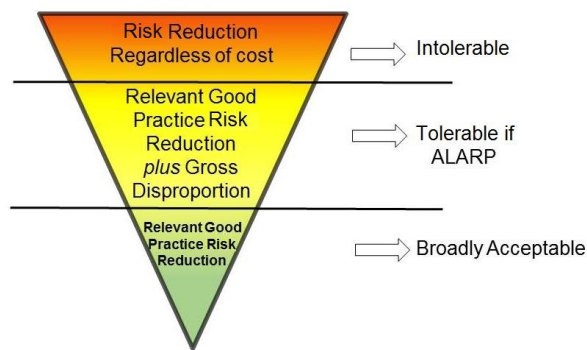 Risk Reduction
Regardless of cost
Intolerable
Relevant Good
Practice Risk
Reduction
plus Gross
Disproportion
Tolerable if
ALARP
Relevant Good
Practice Risk
Reduction
Broadly Acceptable